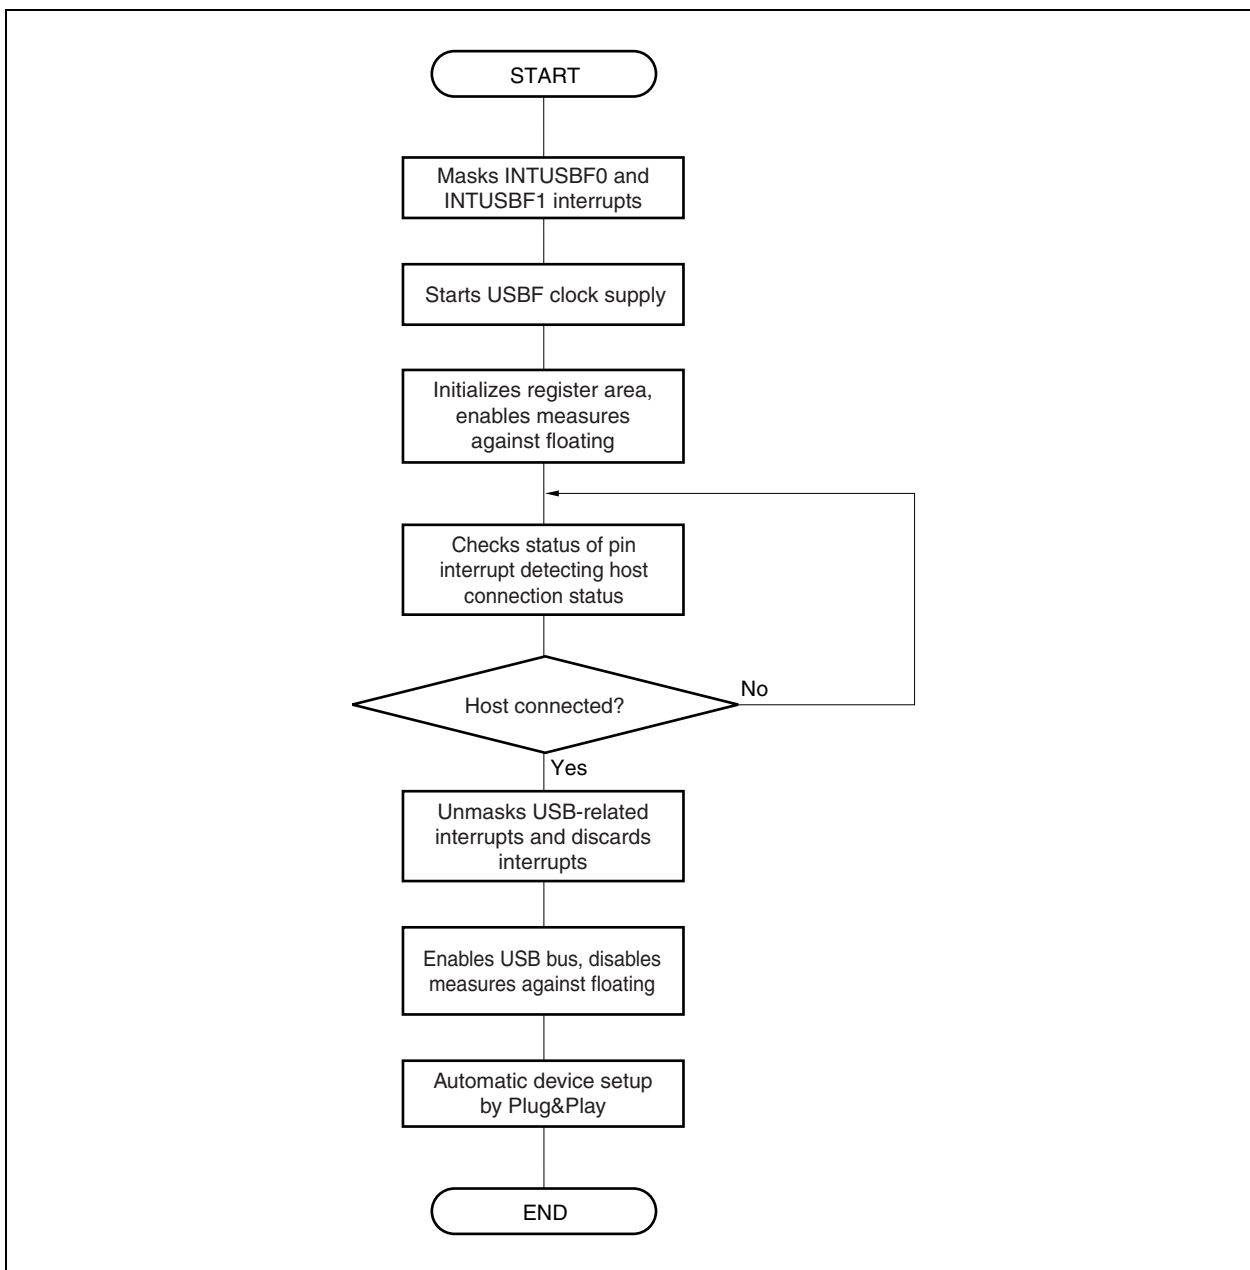 START
Masks INTUSBF0 and
INTUSBF1 interrupts
Starts USBF clock supply
Initializes register area,
enables measures
against floating
Checks status of pin
interrupt detecting host
connection status
Host connected?
No
Yes
Unmasks USB-related
interrupts and discards
interrupts
Enables USB bus, disables
measures against floating
Automatic device setup
by Plug&Play
END